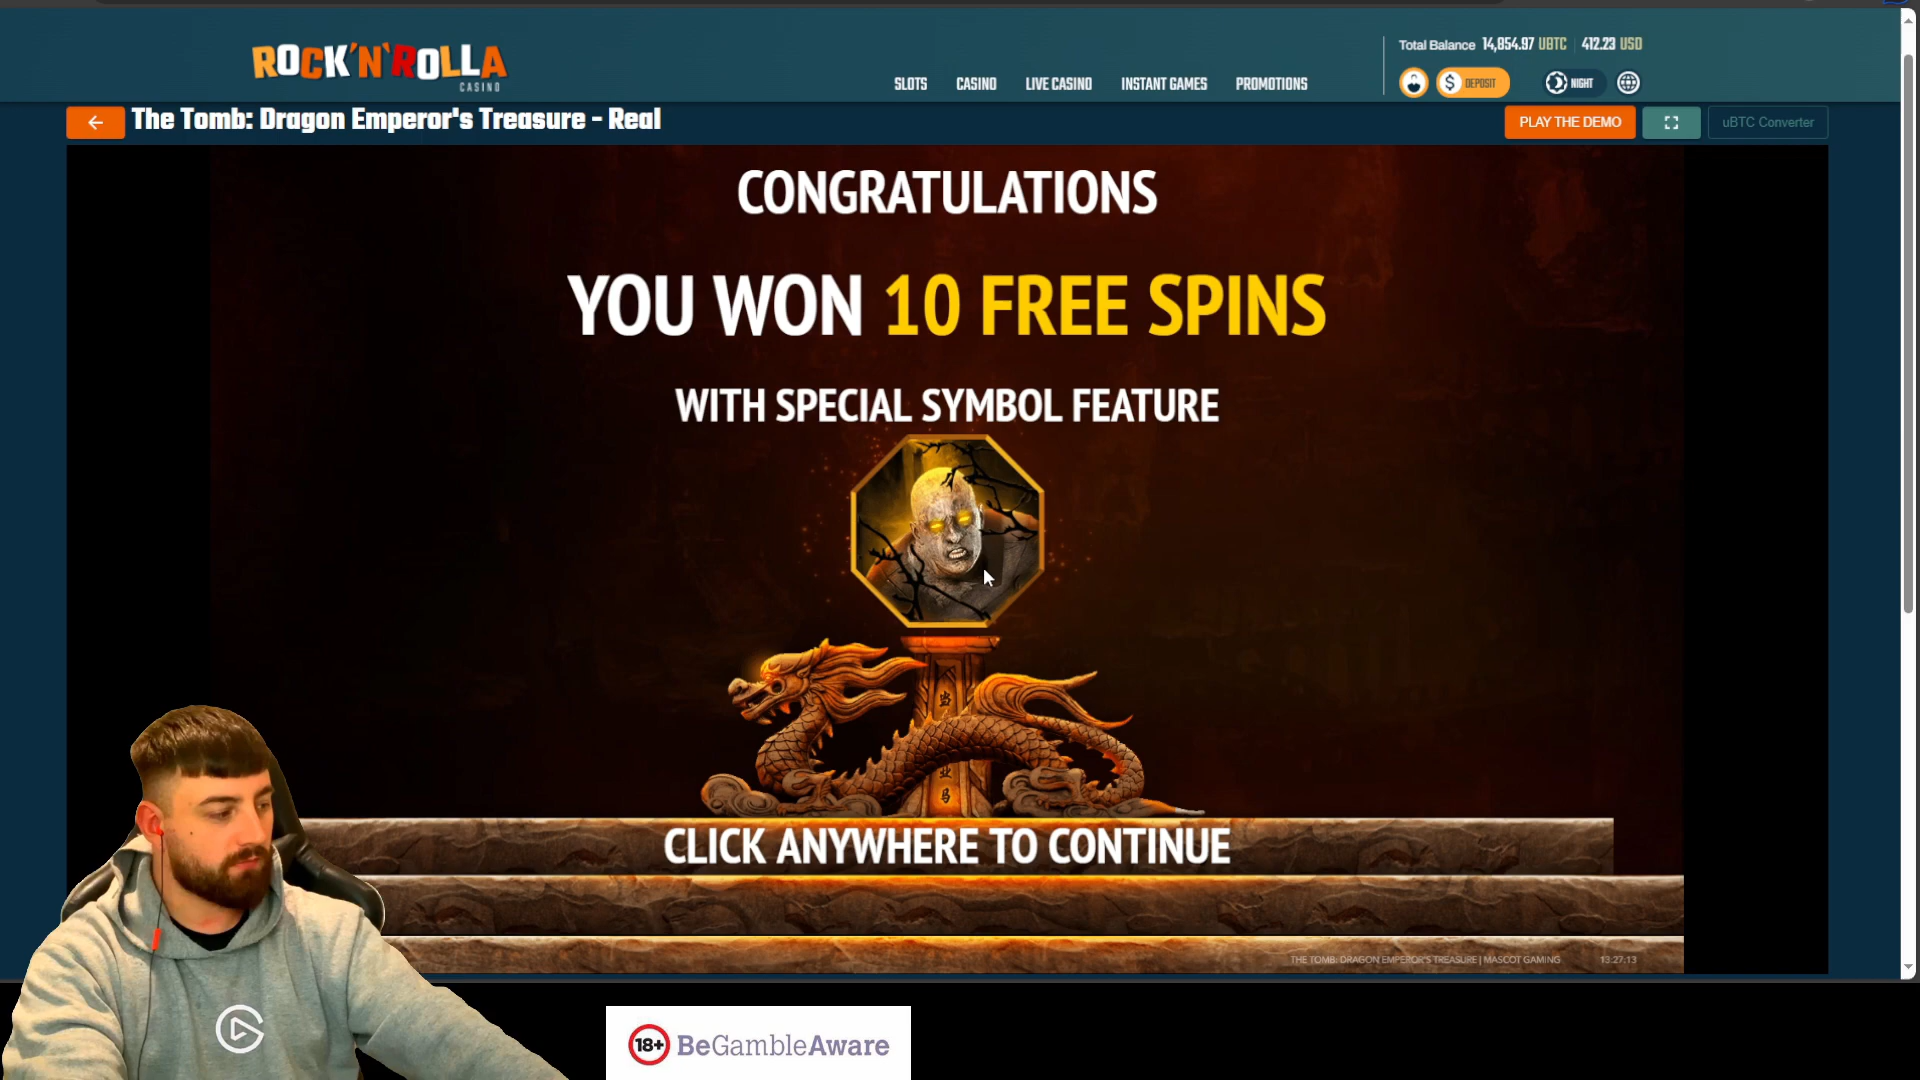 ROCK'N'ROLLA
CASINO
SLOTS CASINO LIVE CASINO INSTANT GAMES PROMOTIONS
Total Balance 14,854.97 UBTC 412.23 USD
$ DEPOSIT NIGHT
The Tomb: Dragon Emperor's Treasure - Real
PLAY THE DEMO
uBTC Converter
CONGRATULATIONS
YOU WON 10 FREE SPINS
WITH SPECIAL SYMBOL FEATURE
CLICK ANYWHERE TO CONTINUE
THE TOMB: DRAGON EMPEROR'S TREASURE | MASCOT GAMING 13:27:13
18+ BeGambleAware